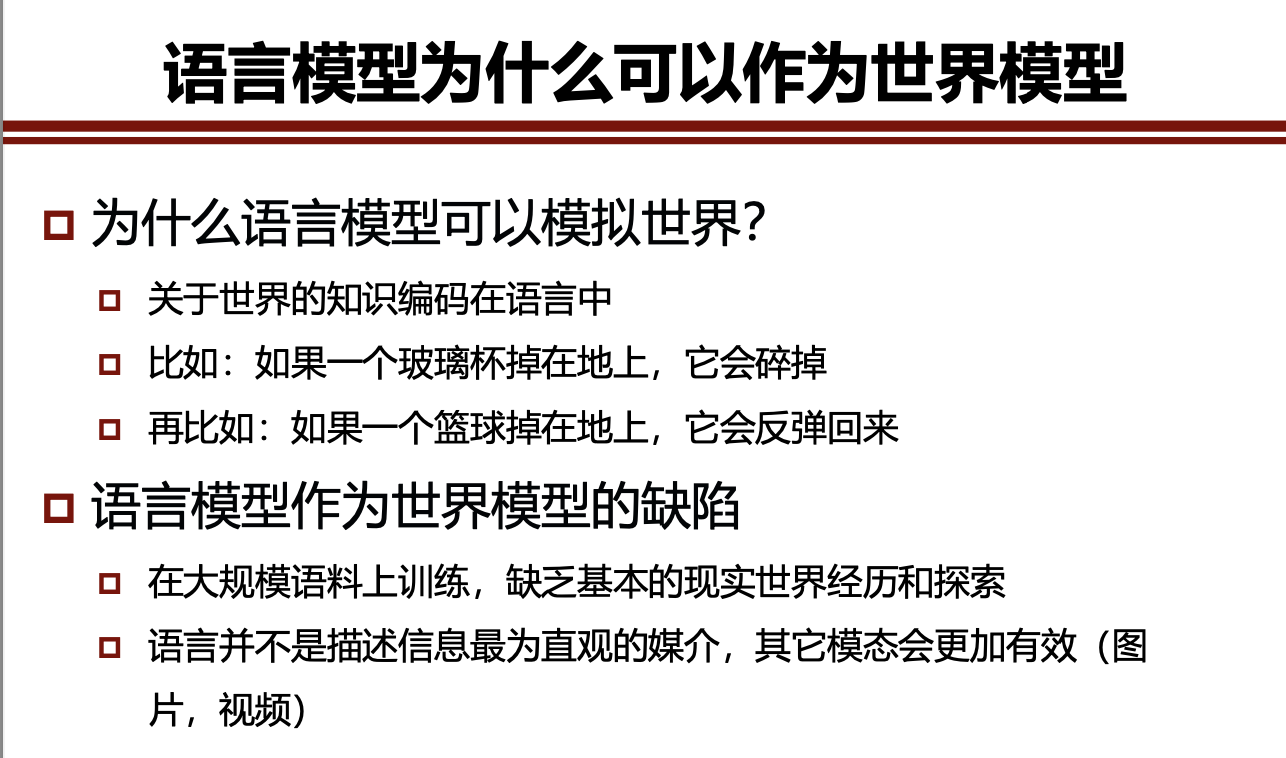 语言模型为什么可以作为世界模型
为什么语言模型可以模拟世界？
关于世界的知识编码在语言中
比如：如果一个玻璃杯掉在地上，它会碎掉
再比如：如果一个篮球掉在地上，它会反弹回来
语言模型作为世界模型的缺陷
在大规模语料上训练，缺乏基本的现实世界经历和探索
语言并不是描述信息最为直观的媒介，其它模态会更加有效（图
片，视频）